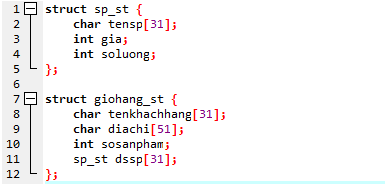 1 struct sp_st {
2 char tensp[31];
3 int gia;
4 int soluong;
5 };
6
7 struct giohang_st {
8 char tenkhachhang[31];
9 char diachi[51];
10 int sosanpham;
11 sp_st dssp[31];
12 };